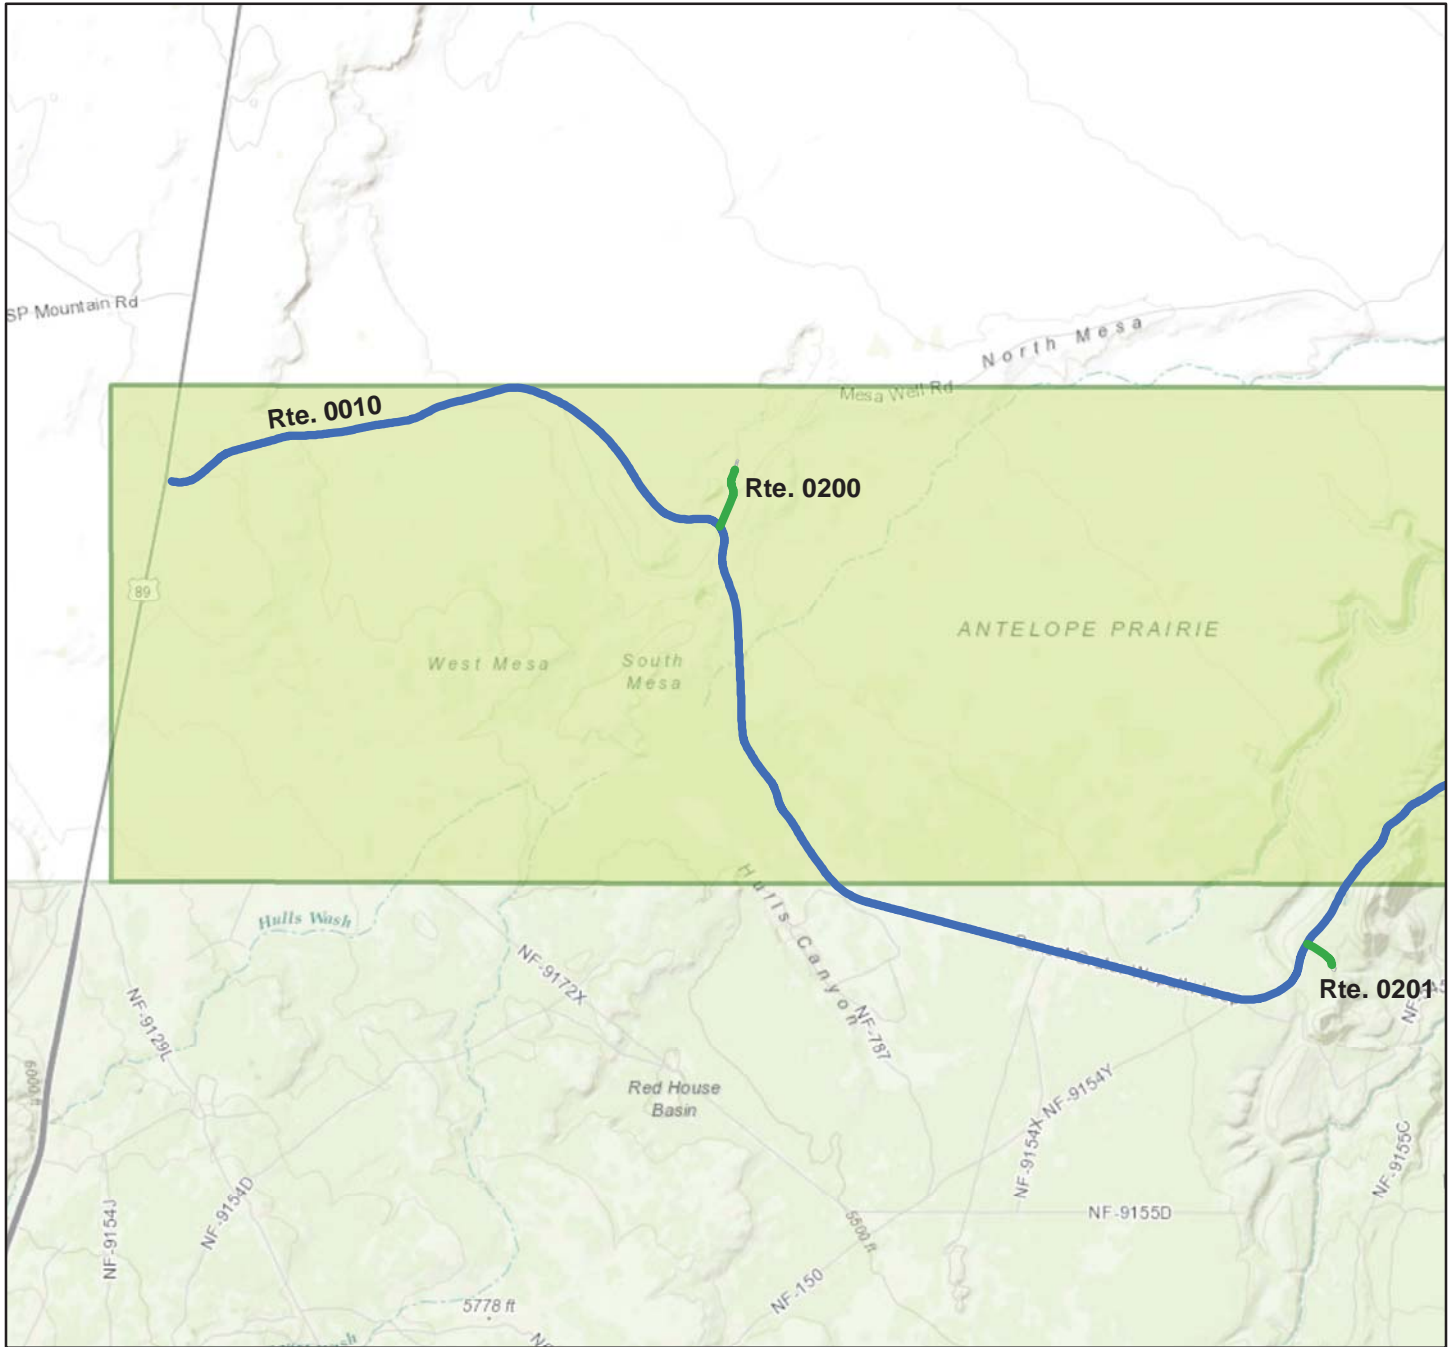 SP Mountain Rd
North Mesa
Mesa Well Rd
Rte. 0010
Rte. 0200
89
ANTELOPE PRAIRIE
West Mesa
South
Mesa
Hulls Wash
Hulls Canyon
NF-9172X
NF-9129L
NF-787
Rte. 0201
6000 ft
Red House
Basin
NF-9154Y
NF-9154X
NF-9155C
NF-9154J
NF-9154D
NF-9155D
5600 ft
NF-150
5778 ft